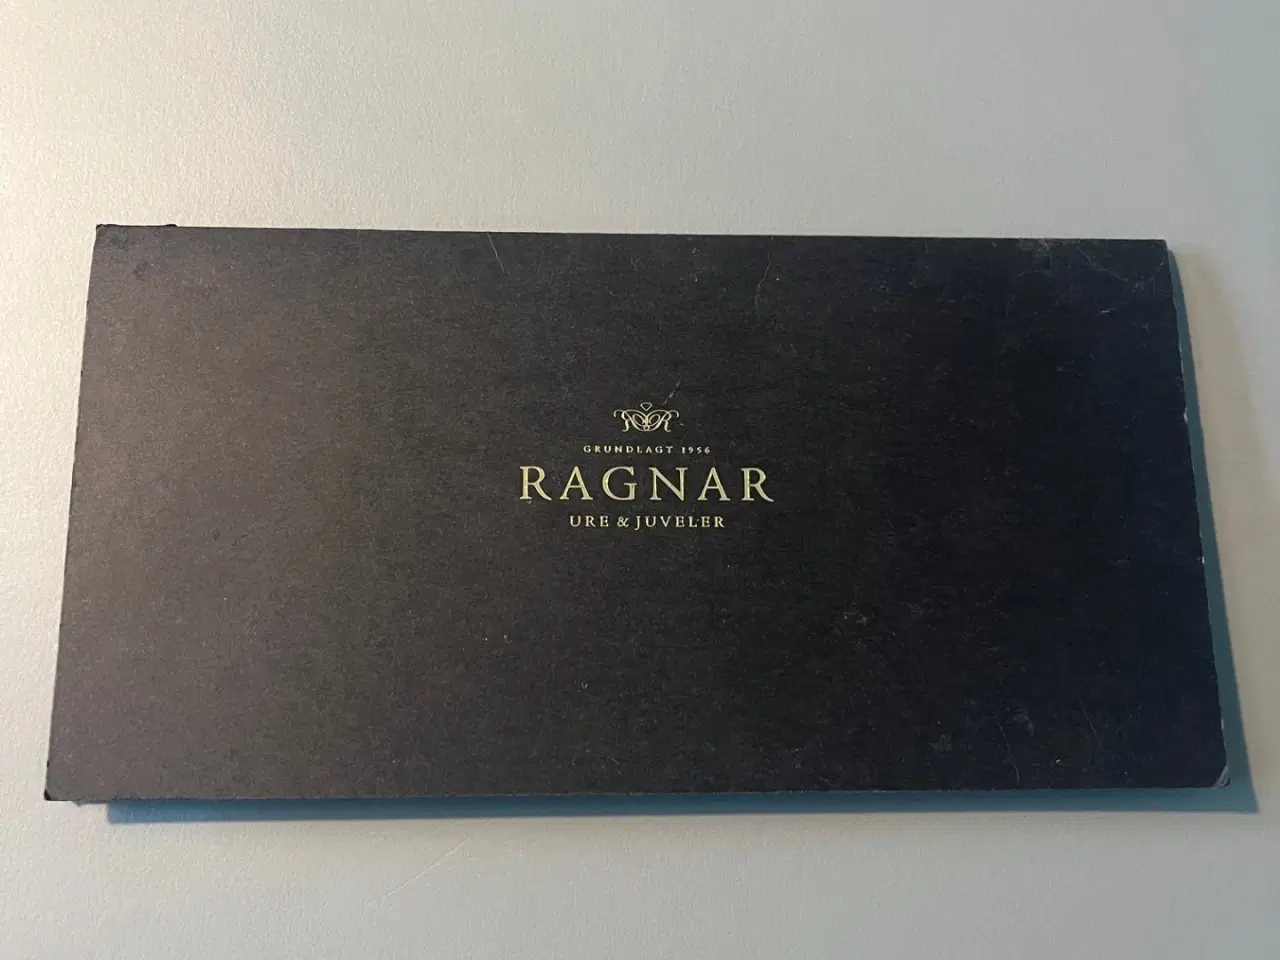 GRUNDLAGT 1956
RAGNAR
URE & JUVELER